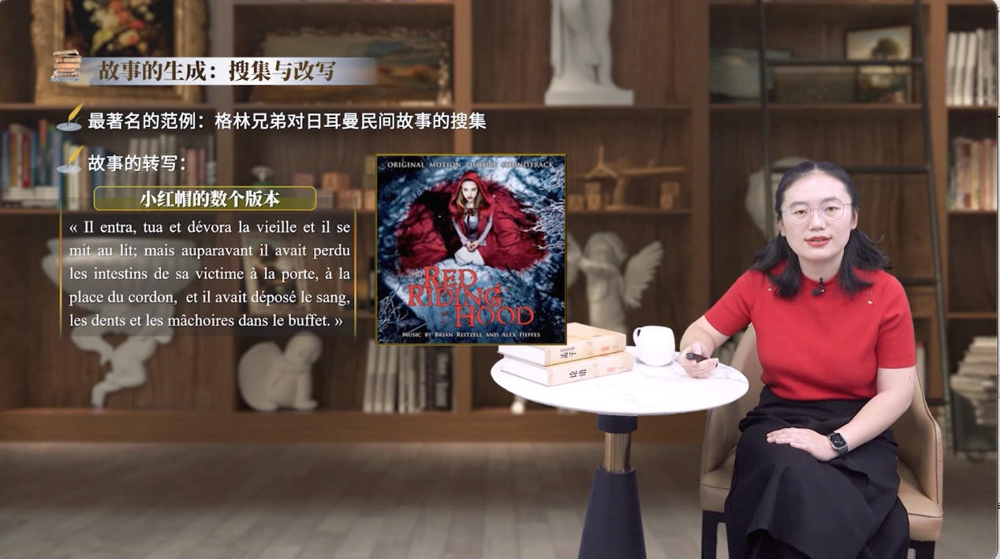 故事的生成：搜集与改写
最著名的范例：格林兄弟对日耳曼民间故事的搜集
故事的转写：
小红帽的数个版本
« Il entra, tua et dévora la vieille et il se
mit au lit; mais auparavant il avait perdu
les intestins de sa victime à la porte, à la
place du cordon, et il avait déposé le sang,
les dents et les mâchoires dans le buffet. »
ORIGINAL MOTION PICTURE SOUNDTRACK
RED
RIDING
HOOD
MUSIC BY BRIAN REITZELL AND ALEX HEFFES
孟子
论语